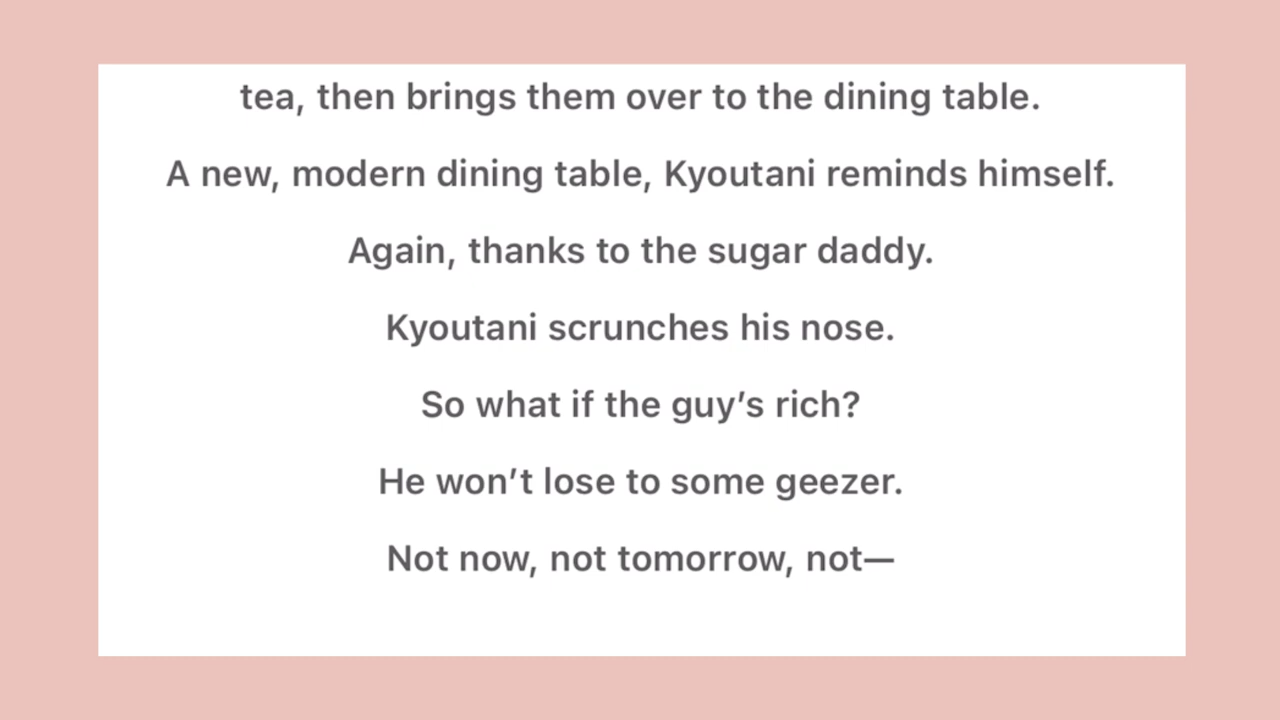 tea, then brings them over to the dining table.
A new, modern dining table, Kyoutani reminds himself.
Again, thanks to the sugar daddy.
Kyoutani scrunches his nose.
So what if the guy’s rich?
He won’t lose to some geezer.
Not now, not tomorrow, not—